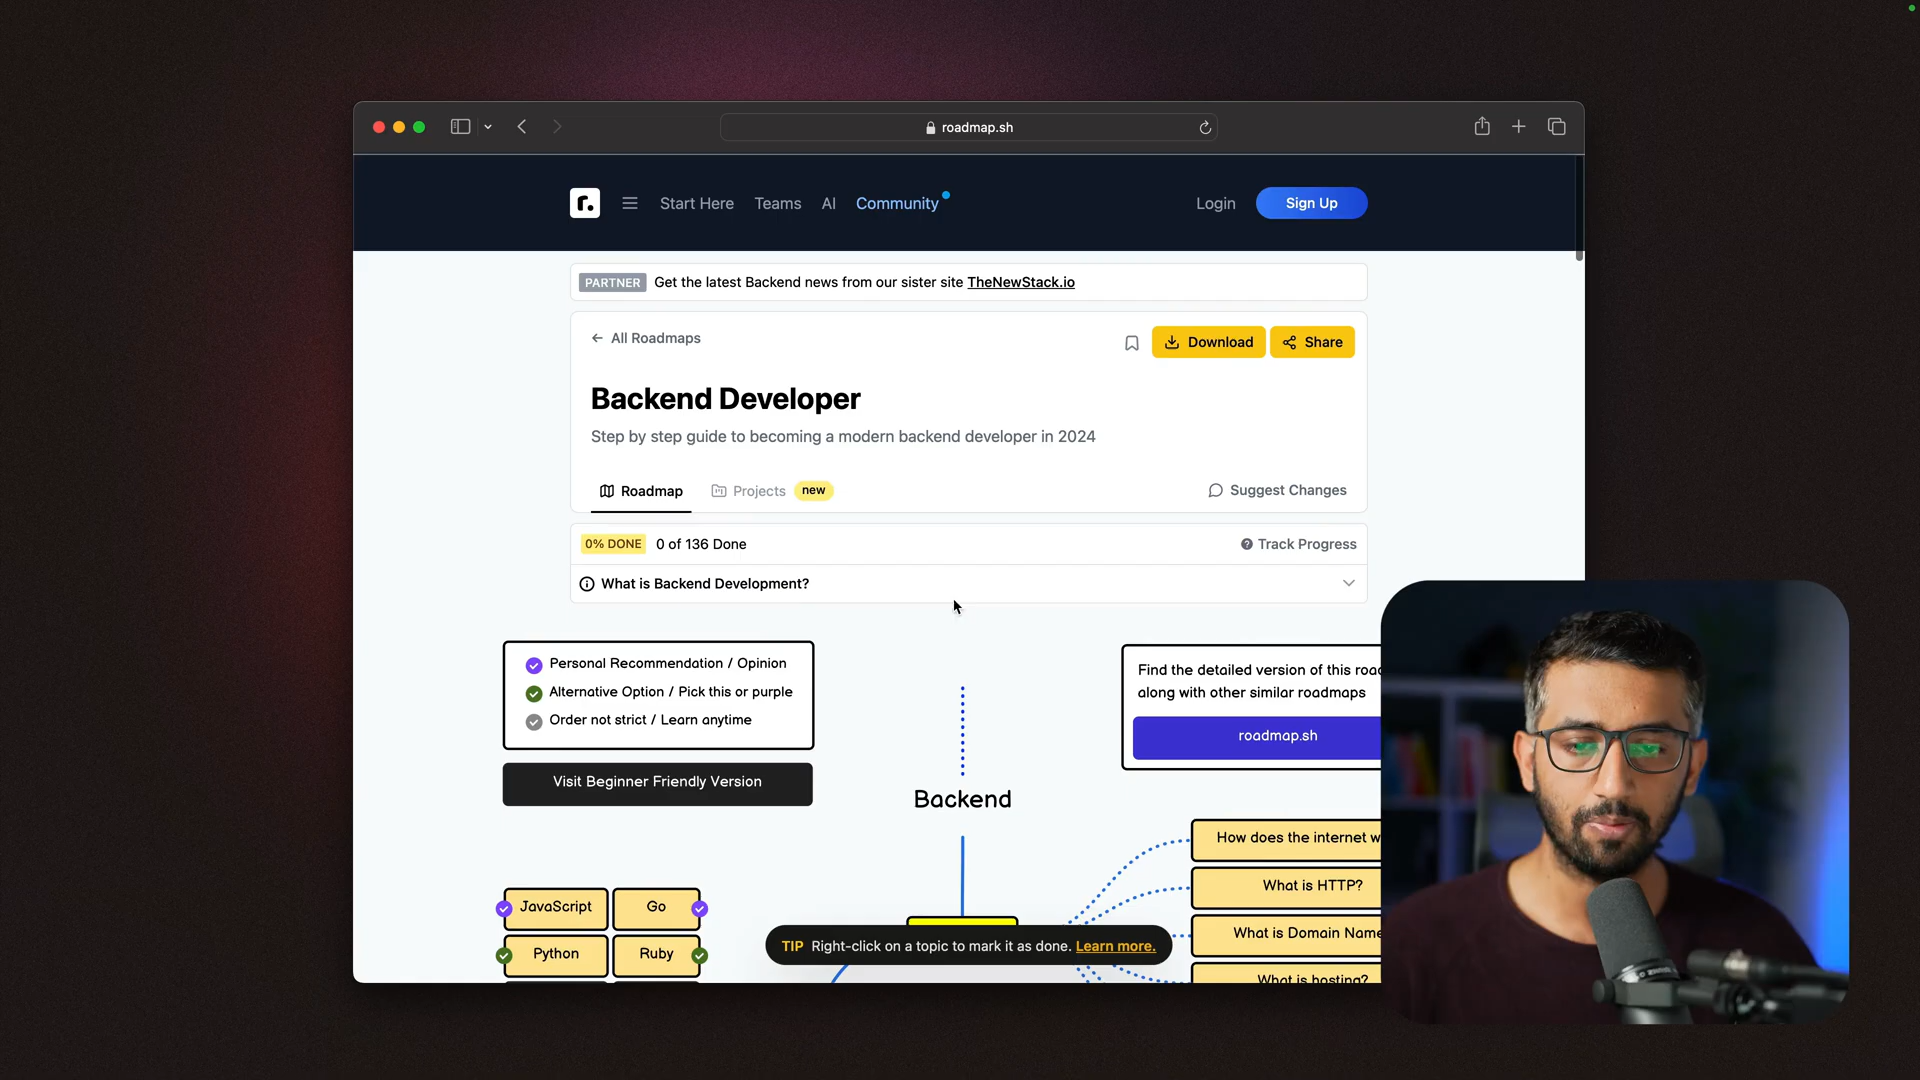 roadmap.sh
r.
Start Here
Teams
AI
Community
Login
Sign Up
PARTNER Get the latest Backend news from our sister site TheNewStack.io
All Roadmaps
Download
Share
Backend Developer
Step by step guide to becoming a modern backend developer in 2024
Roadmap
Projects new
Suggest Changes
0% DONE 0 of 136 Done
Track Progress
What is Backend Development?
Personal Recommendation / Opinion
Alternative Option / Pick this or purple
Order not strict / Learn anytime
Visit Beginner Friendly Version
Find the detailed version of this
along with other similar roadmaps
roadmap.sh
Backend
How does the internet
What is HTTP?
What is Domain Name
What is hosting?
JavaScript
Go
Python
Ruby
TIP Right-click on a topic to mark it as done. Learn more.